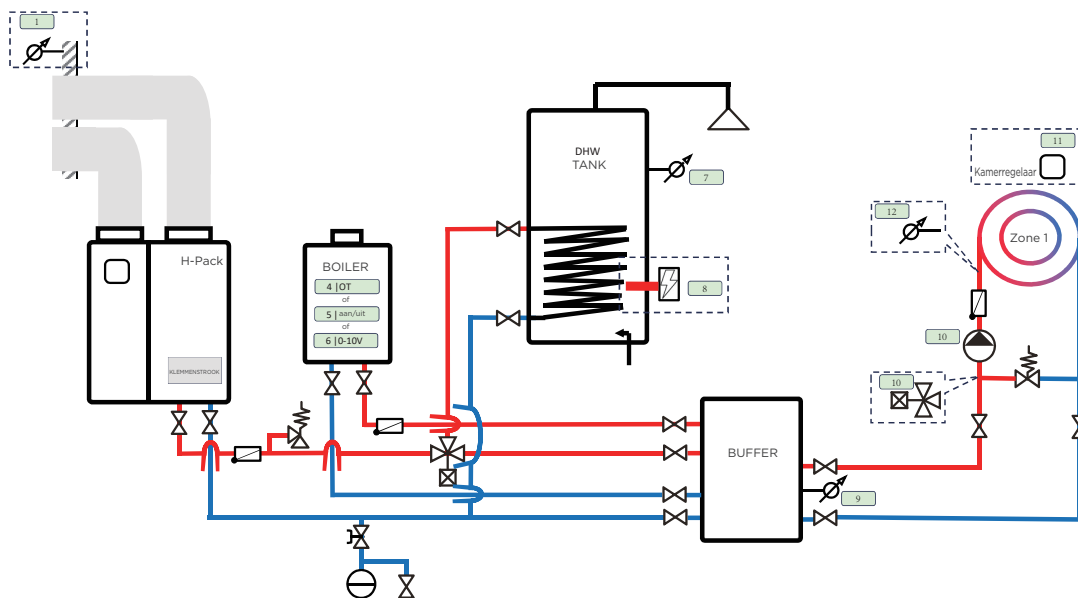 1
H-Pack
KLEMMENSTROOK
BOILER
4 |OT
of
5 | aan/uit
of
6 |0-10V
DHW
TANK
7
8
BUFFER
9
10
10
11
Kamerregelaar
12
Zone 1